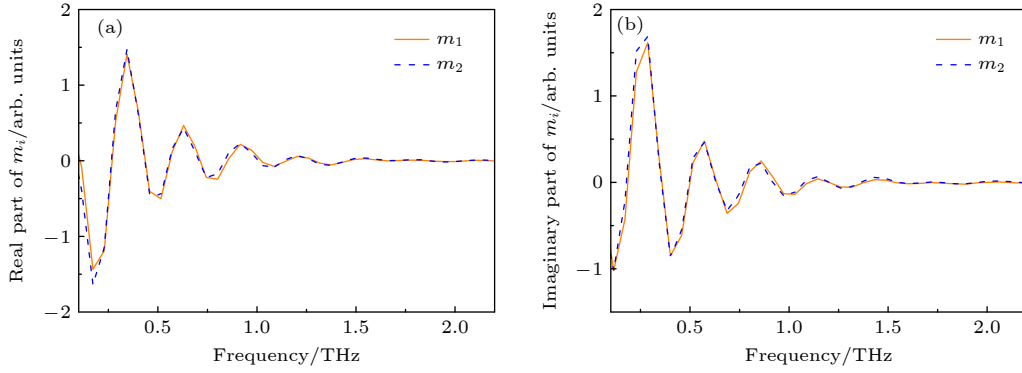 (a)
m1
m2
Real part of mi/arb. units
2
1
0
−1
−2
0.5 1.0 1.5 2.0
Frequency/THz
(b)
m1
m2
Imaginary part of mi/arb. units
2
1
0
−1
0.5 1.0 1.5 2.0
Frequency/THz